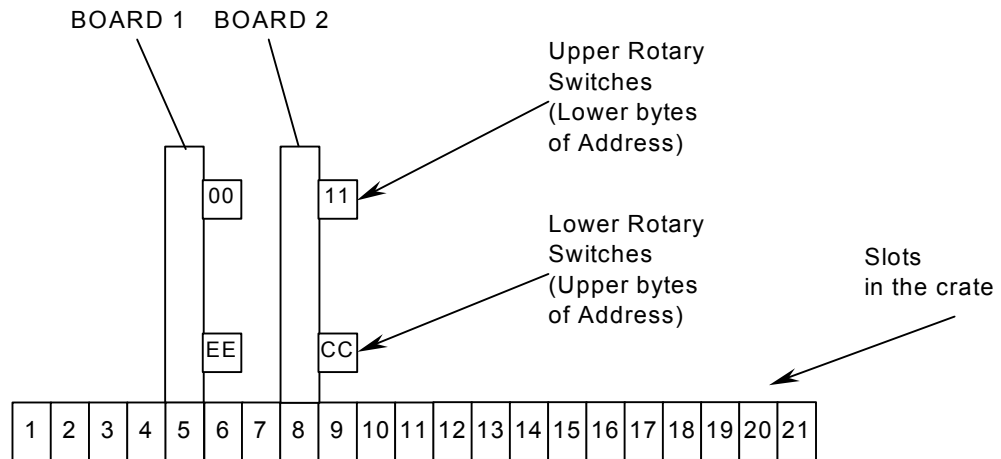 BOARD 1 BOARD 2
Upper Rotary
Switches
(Lower bytes
of Address)
00 11
Lower Rotary
Switches
(Upper bytes
of Address)
Slots
in the crate
EE CC
1 2 3 4 5 6 7 8 9 10 11 12 13 14 15 16 17 18 19 20 21